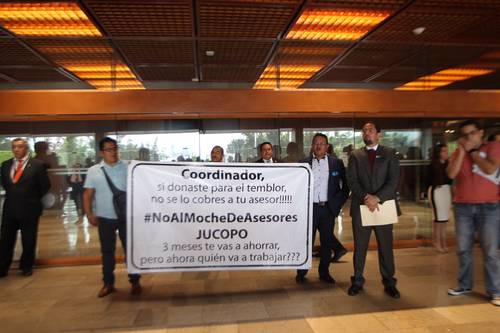 Coordinador,
si donaste para el temblor,
no se lo cobres a tu asesor!!!!!
#NoAlMocheDeAsesores
JUCOPO
3 meses te vas a ahorrar,
pero ahora quién va a trabajar???